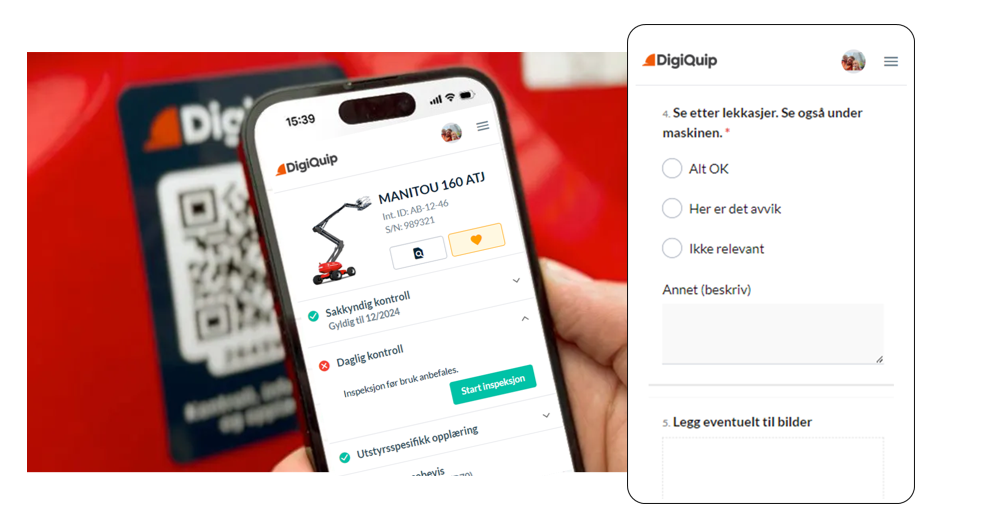 Digi
15:39
DigiQuip
MANITOU 160 ATJ
Int. ID: AB-12-46
S/N: 989321
Sakkyndig kontroll
Gyldig til 12/2024
Daglig kontroll
Inspeksjon før bruk anbefales.
Start inspeksjon
Utstyrsspesifikk opplæring
DigiQuip
4. Se etter lekkasjer. Se også under
maskinen. *
Alt OK
Her er det avvik
Ikke relevant
Annet (beskriv)
5. Legg eventuelt til bilder